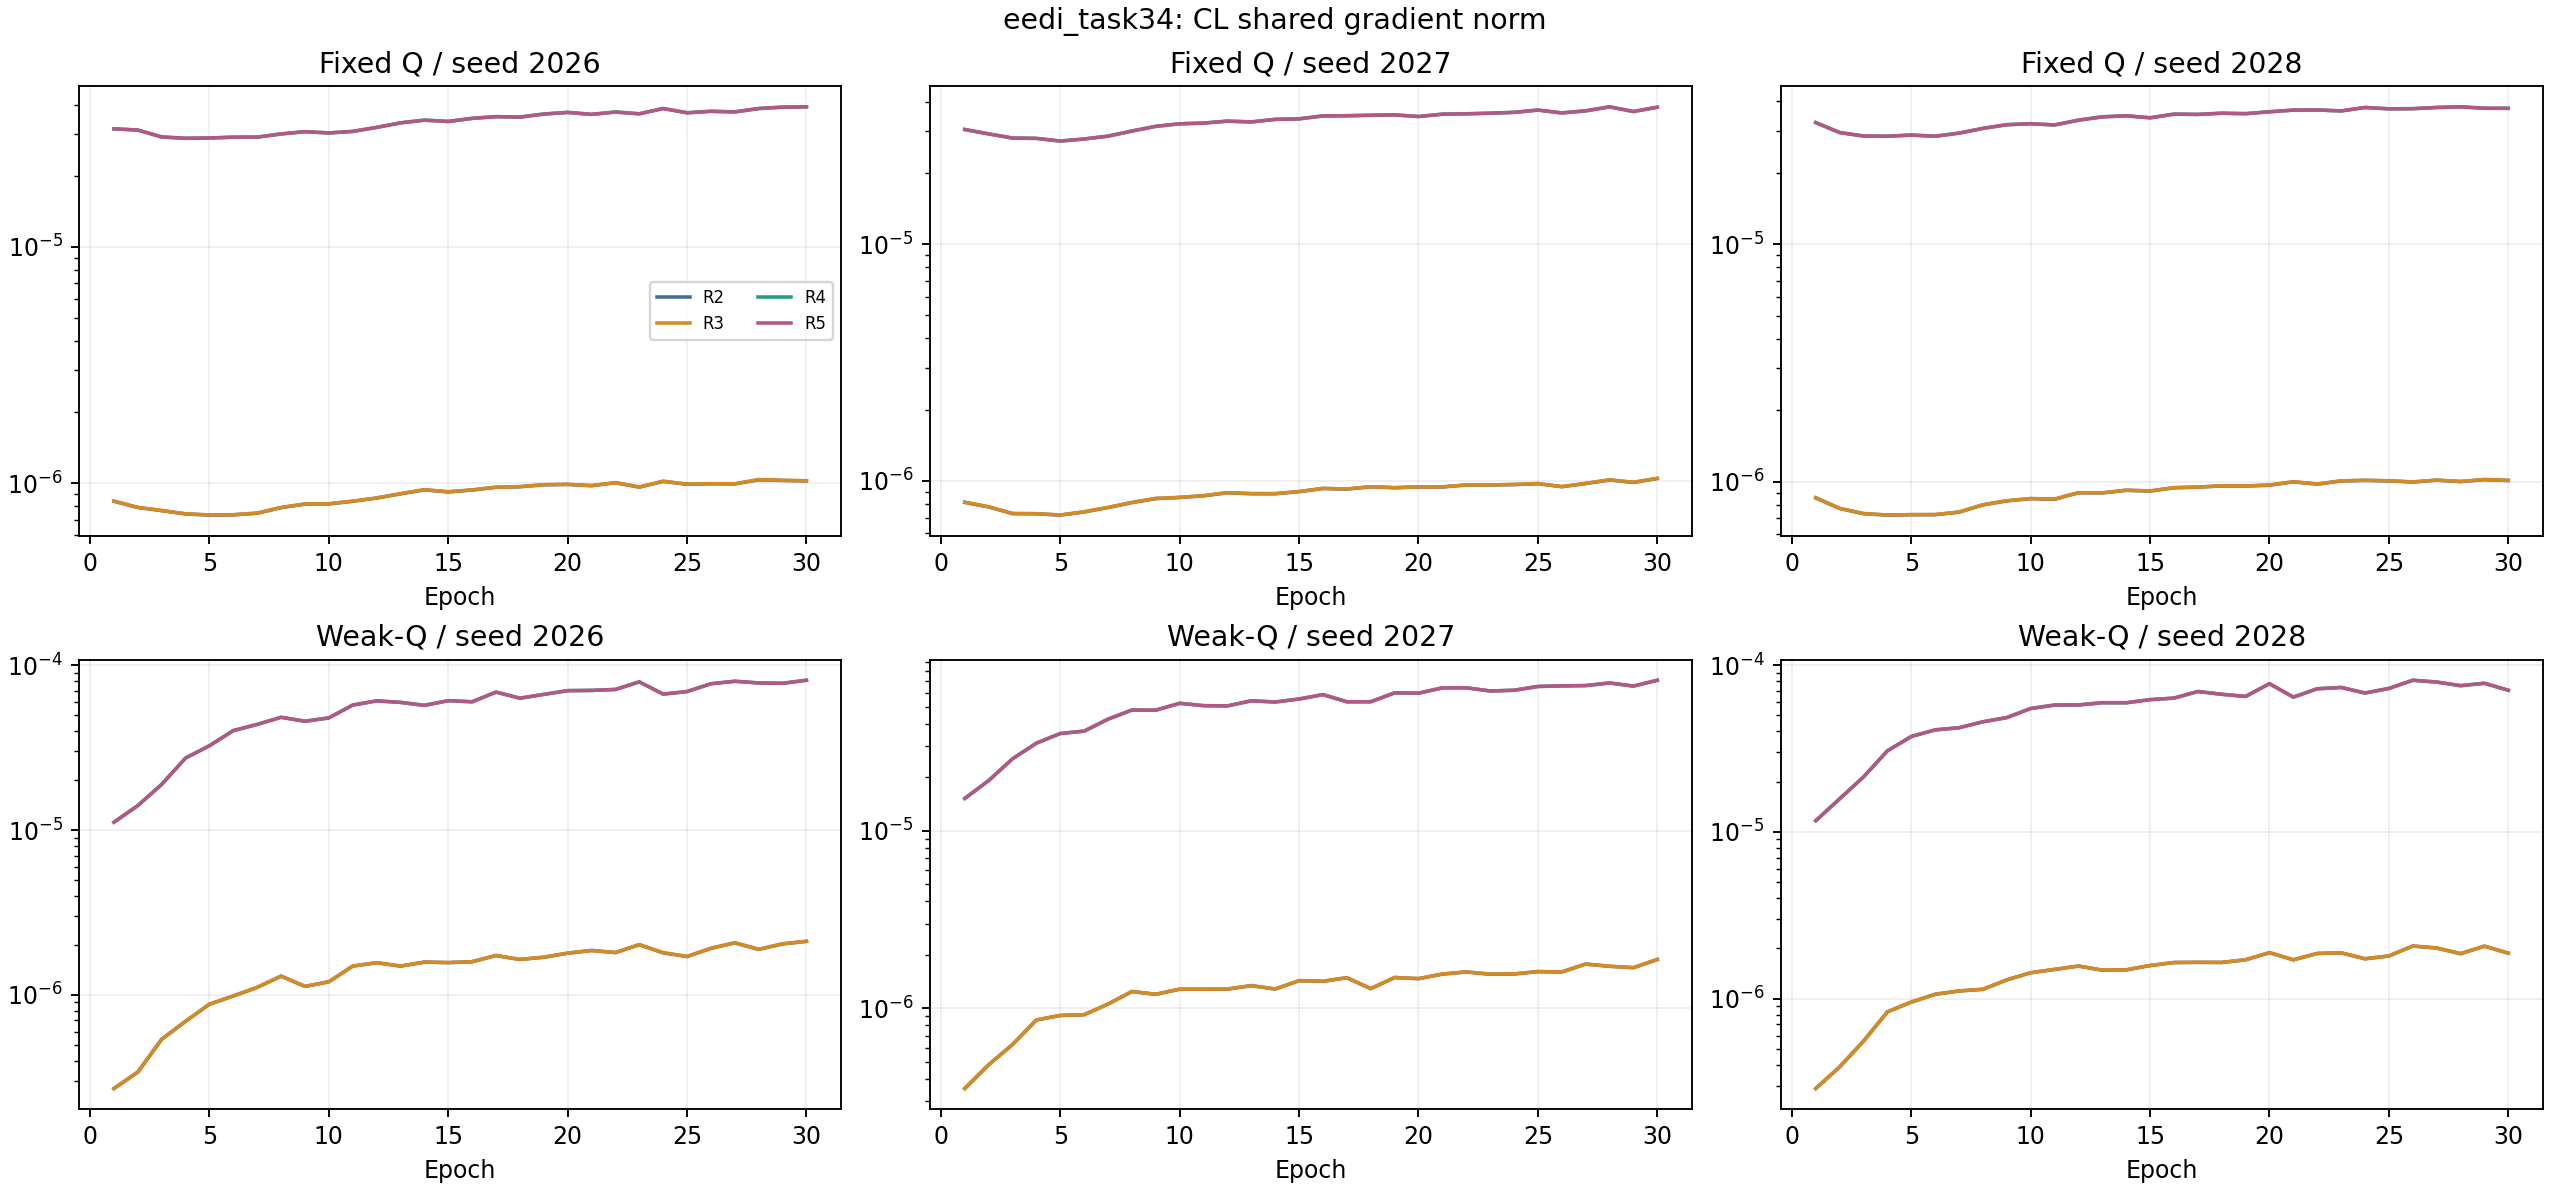 eedi_task34: CL shared gradient norm
Fixed Q / seed 2026
10⁻⁵
10⁻⁶
R2 R4
R3 R5
0 5 10 15 20 25 30
Epoch
Fixed Q / seed 2027
10⁻⁵
10⁻⁶
0 5 10 15 20 25 30
Epoch
Fixed Q / seed 2028
10⁻⁵
10⁻⁶
0 5 10 15 20 25 30
Epoch
Weak-Q / seed 2026
10⁻⁴
10⁻⁵
10⁻⁶
0 5 10 15 20 25 30
Epoch
Weak-Q / seed 2027
10⁻⁵
10⁻⁶
0 5 10 15 20 25 30
Epoch
Weak-Q / seed 2028
10⁻⁴
10⁻⁵
10⁻⁶
0 5 10 15 20 25 30
Epoch